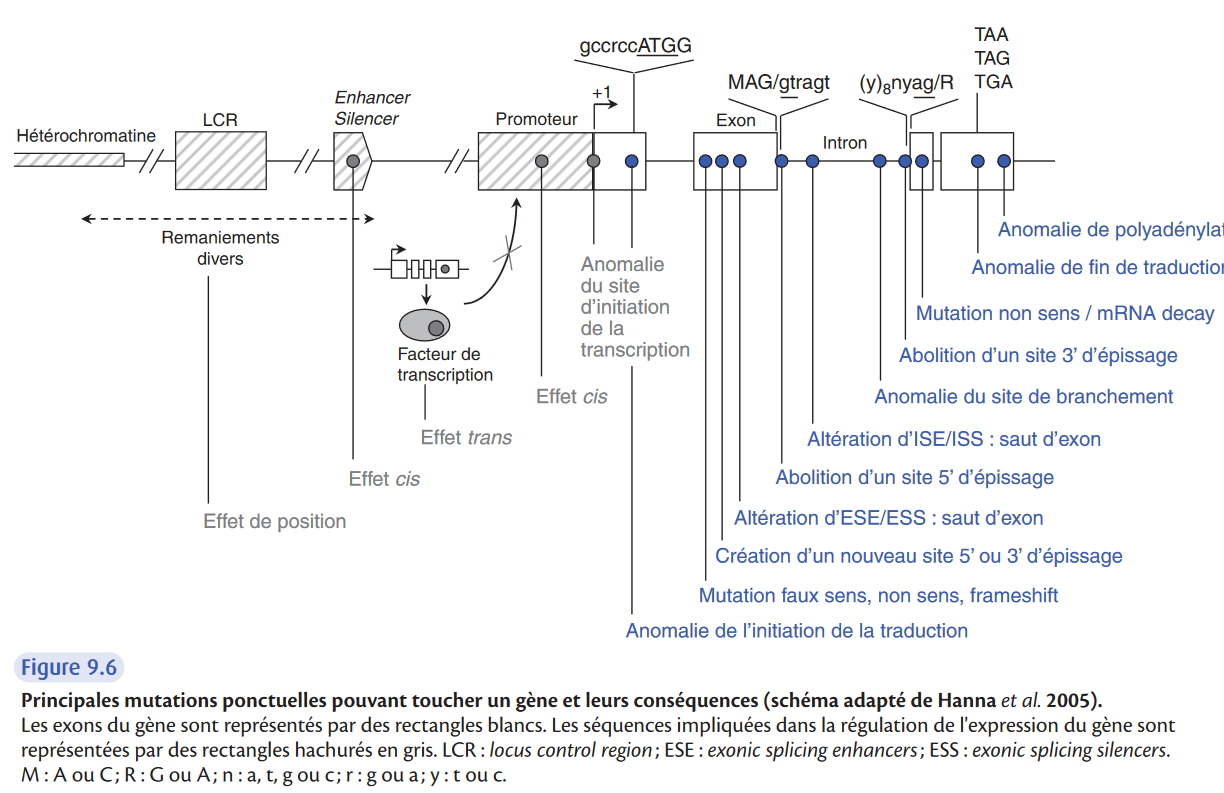 gccrccATGG
TAA
TAG
TGA
+1
MAG/gtragt
(y)8nyag/R
Enhancer
Silencer
LCR
Promoteur
Exon
Intron
Hétérochromatine
Remaniements
divers
Facteur de
transcription
Anomalie
du site
d’initiation
de la
transcription
Effet cis
Effet trans
Effet cis
Effet de position
Anomalie de polyadénylat
Anomalie de fin de traduction
Mutation non sens / mRNA decay
Abolition d’un site 3’ d’épissage
Anomalie du site de branchement
Altération d’ISE/ISS : saut d’exon
Abolition d’un site 5’ d’épissage
Altération d’ESE/ESS : saut d’exon
Création d’un nouveau site 5’ ou 3’ d’épissage
Mutation faux sens, non sens, frameshift
Anomalie de l’initiation de la traduction
Figure 9.6
Principales mutations ponctuelles pouvant toucher un gène et leurs conséquences (schéma adapté de Hanna et al. 2005).
Les exons du gène sont représentés par des rectangles blancs. Les séquences impliquées dans la régulation de l'expression du gène sont
représentées par des rectangles hachurés en gris. LCR : locus control region ; ESE : exonic splicing enhancers ; ESS : exonic splicing silencers.
M : A ou C ; R : G ou A ; n : a, t, g ou c ; r : g ou a ; y : t ou c.